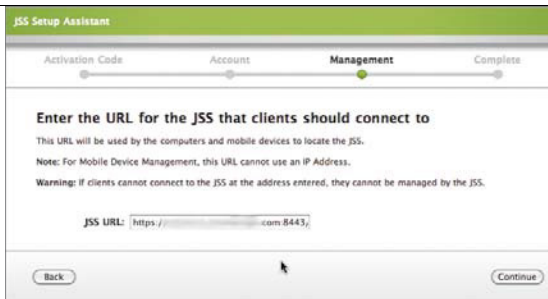 JSS Setup Assistant
Activation Code Account Management Complete
Enter the URL for the JSS that clients should connect to
This URL will be used by the computers and mobile devices to locate the JSS.
Note: For Mobile Device Management, this URL cannot use an IP Address.
Warning: If clients cannot connect to the JSS at the address entered, they cannot be managed by the JSS.
JSS URL: https:/ com:8443/
Back Continue